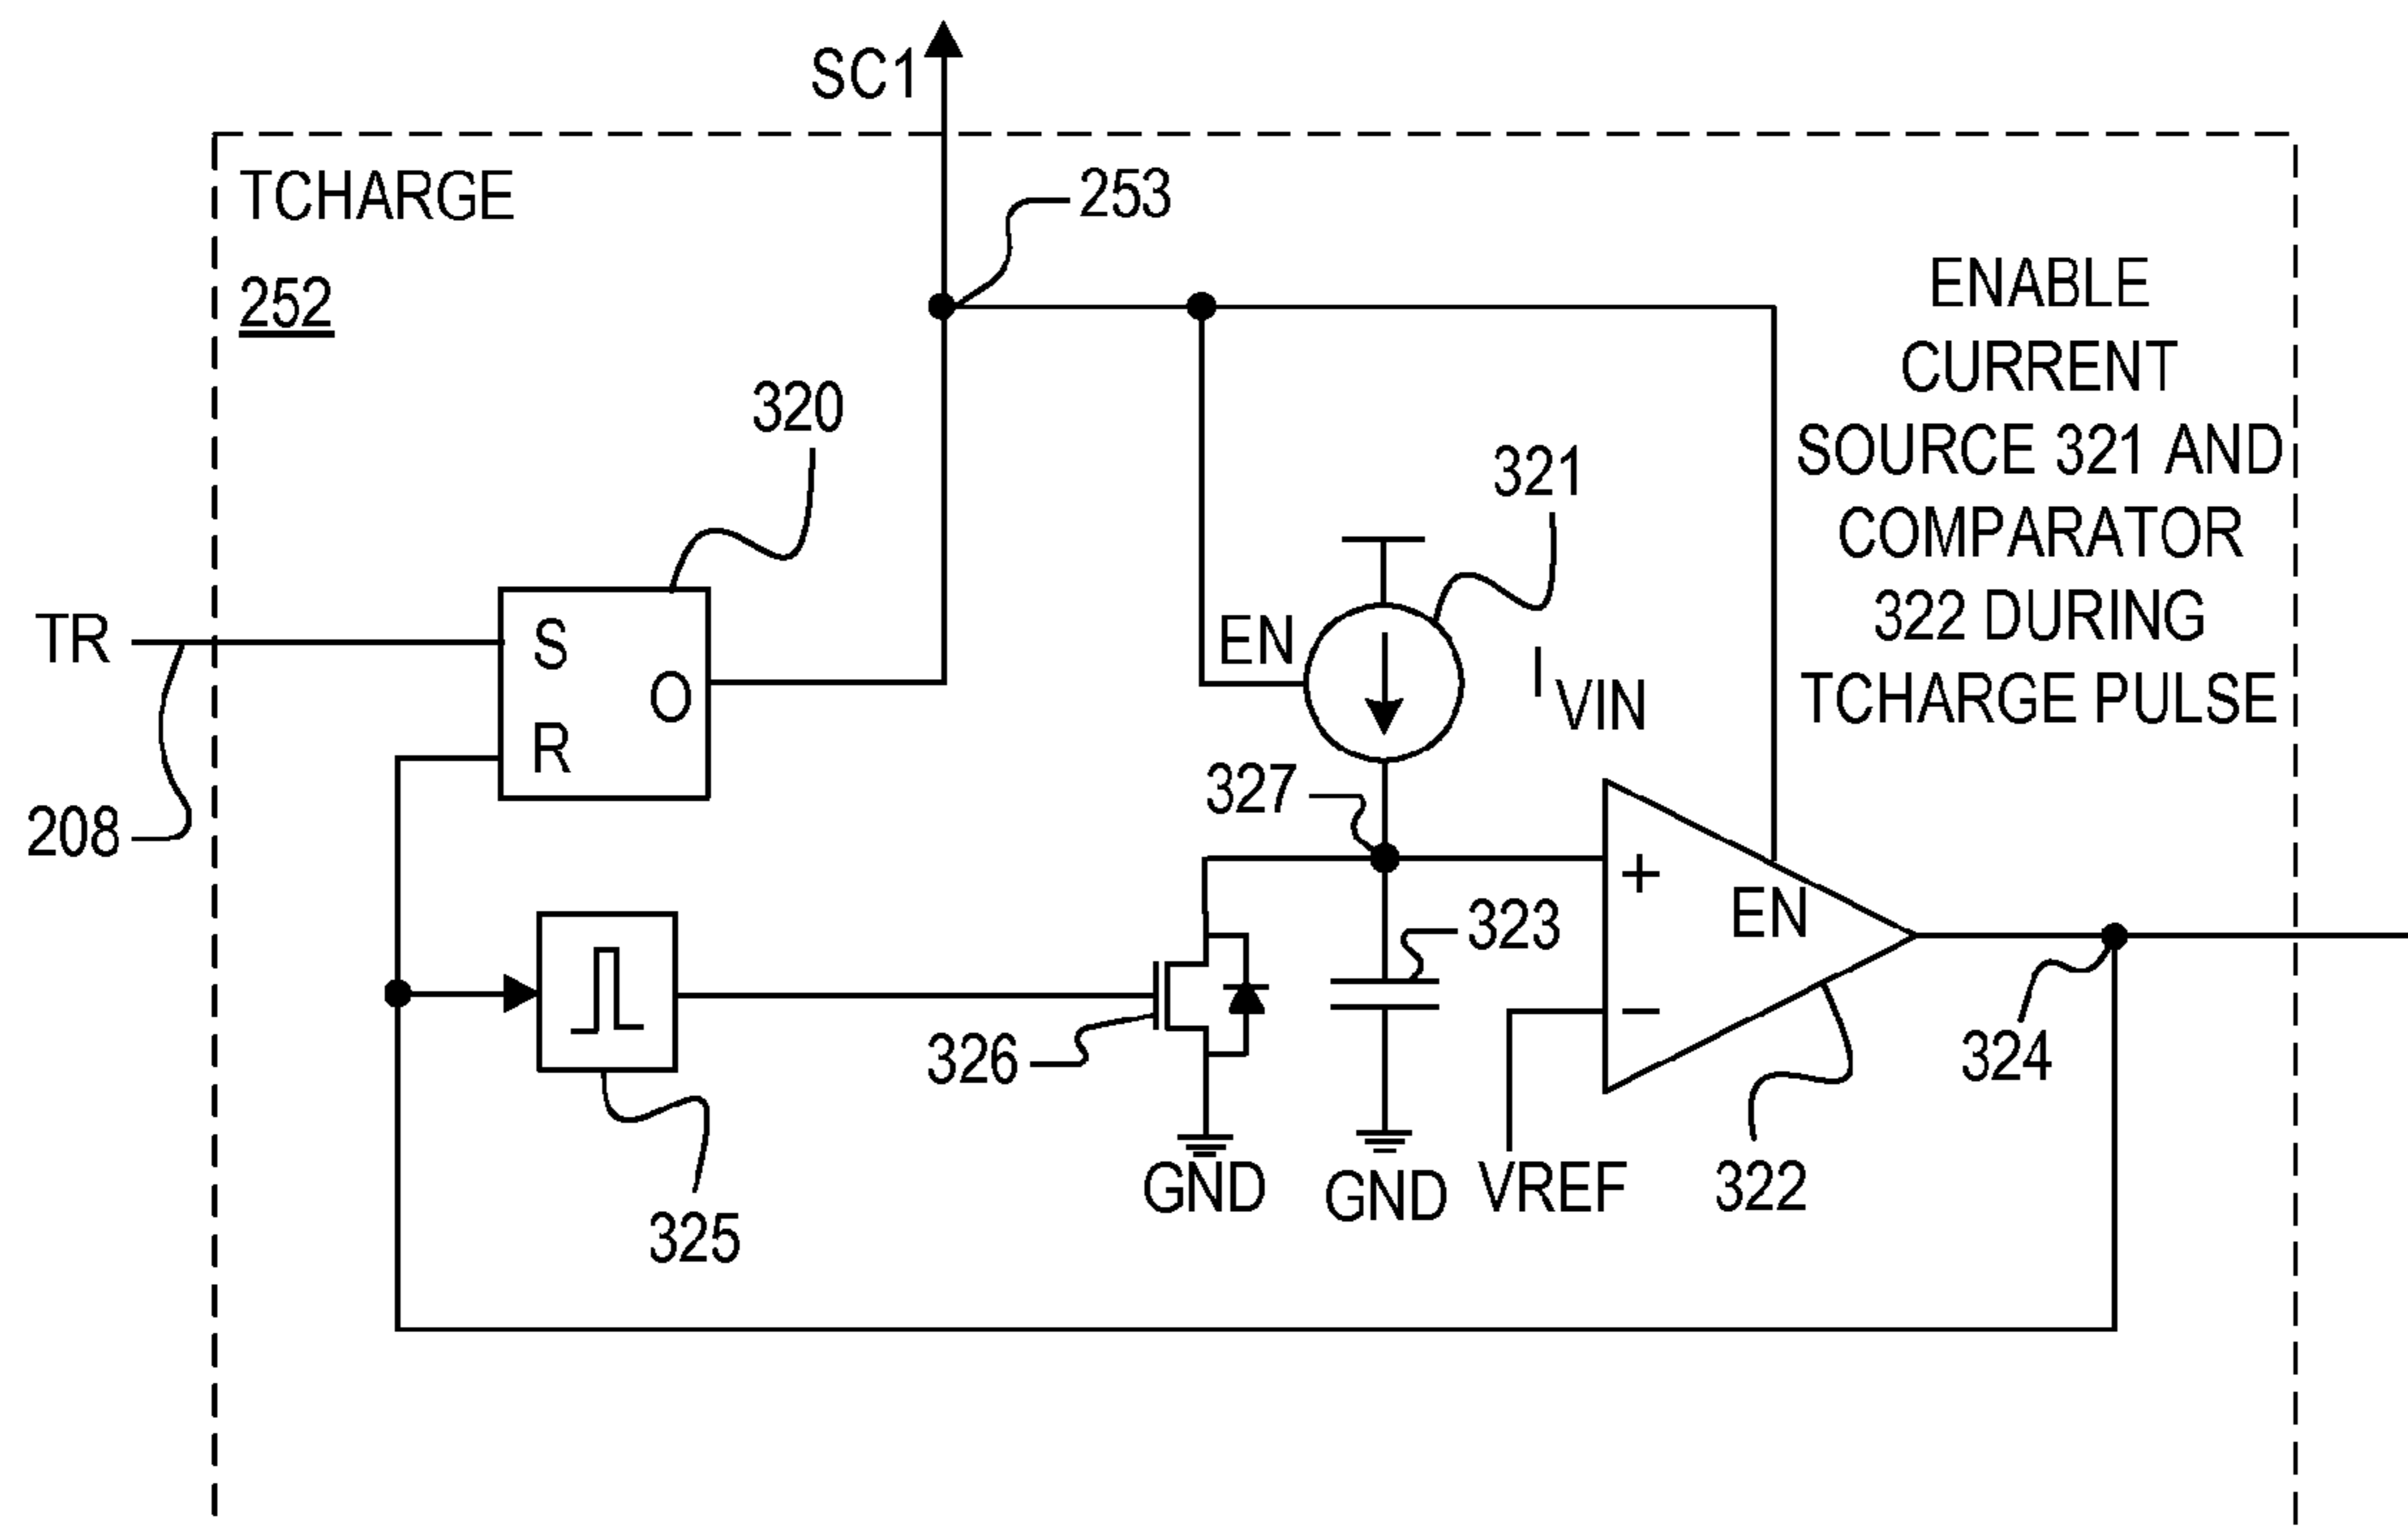 SC1
TCHARGE
252
253
ENABLE
CURRENT
SOURCE 321 AND
COMPARATOR
322 DURING
TCHARGE PULSE
320
321
TR
S
O
R
EN
I VIN
208
327
+
EN
323
−
326
324
GND
GND
VREF
322
325